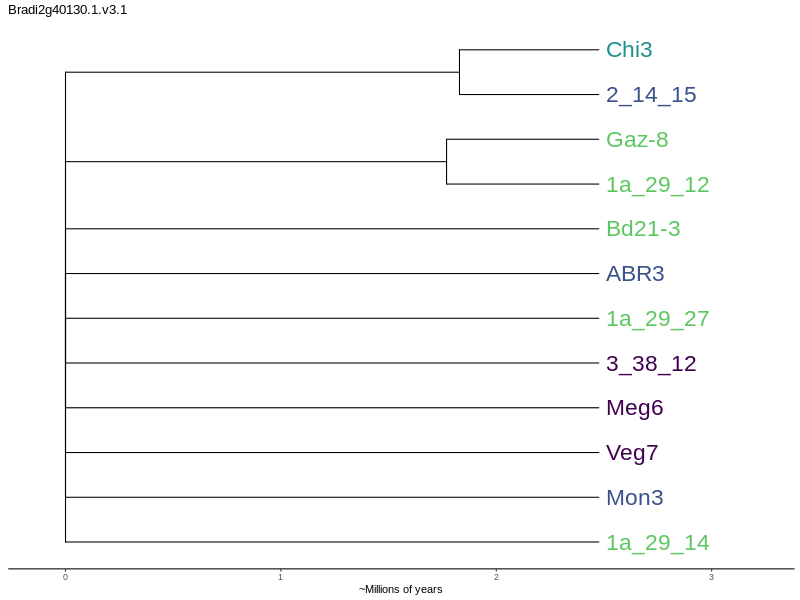 Bradi2g40130.1.v3.1
Chi3
2_14_15
Gaz-8
1a_29_12
Bd21-3
ABR3
1a_29_27
3_38_12
Meg6
Veg7
Mon3
1a_29_14
0 1 2 3
~Millions of years